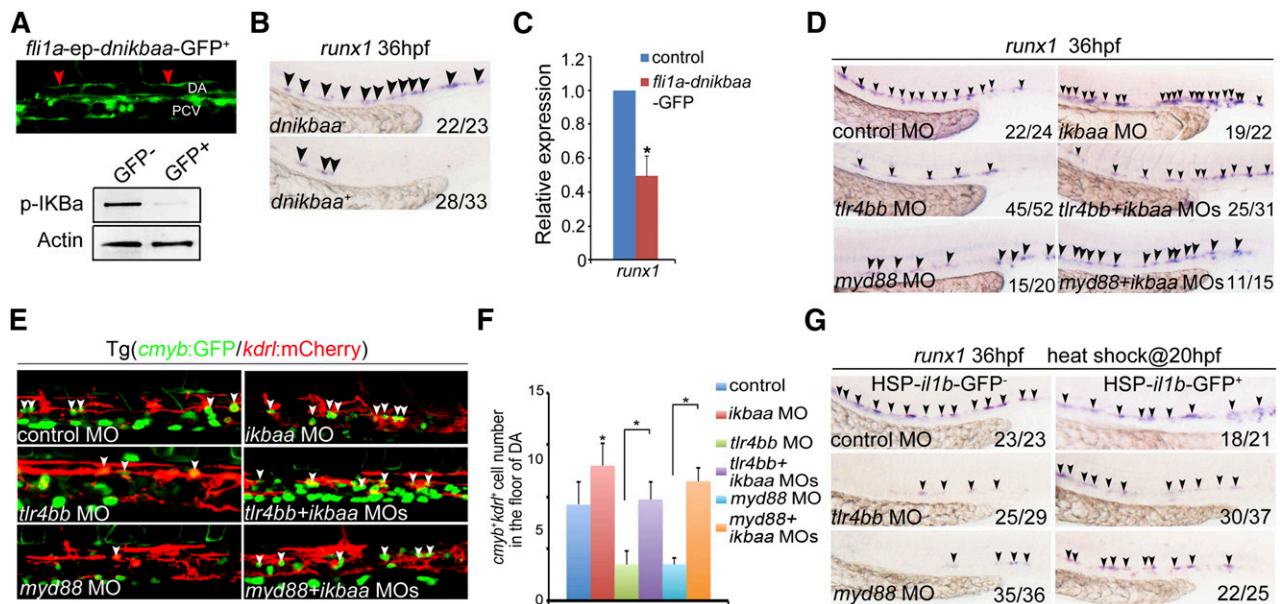 A
fli1a-ep-dnikbaa-GFP+
DA
PCV
GFP-
GFP+
p-IKBa
Actin
B
runx1 36hpf
dnikbaa-
22/23
dnikbaa+
28/33
C
control
fli1a-dnikbaa
-GFP
Relative expression
1.2
1.0
0.8
0.6
0.4
0.2
0
*
runx1
D
runx1 36hpf
control MO
22/24
ikbaa MO
19/22
tlr4bb MO
45/52
tlr4bb+ikbaa MOs
25/31
myd88 MO
15/20
myd88+ikbaa MOs
11/15
E
Tg(cmyb:GFP/kdrl:mCherry)
control MO
ikbaa MO
tlr4bb MO
tlr4bb+ikbaa MOs
myd88 MO
myd88+ikbaa MOs
F
cmyb+kdrl+ cell number
in the floor of DA
15
10
5
0
*
*
*
control
ikbaa MO
tlr4bb MO
tlr4bb+
ikbaa MOs
myd88 MO
myd88+
ikbaa MOs
G
runx1 36hpf heat shock@20hpf
HSP-il1b-GFP-
HSP-il1b-GFP+
control MO
23/23
18/21
tlr4bb MO
25/29
30/37
myd88 MO
35/36
22/25